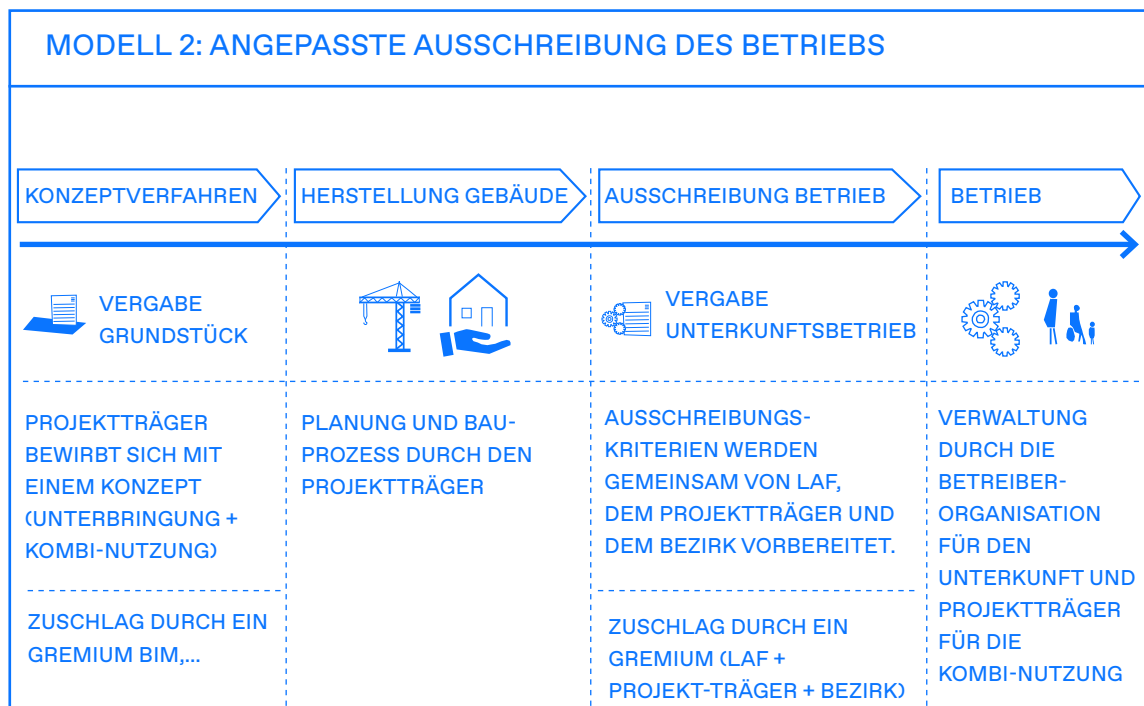 MODELL 2: ANGEPASSTE AUSSCHREIBUNG DES BETRIEBS
KONZEPTVERFAHREN
HERSTELLUNG GEBÄUDE
AUSSCHREIBUNG BETRIEB
BETRIEB
VERGABE
GRUNDSTÜCK
VERGABE
UNTERKUNFTSBETRIEB
PROJEKTTRÄGER
BEWIRBT SICH MIT
EINEM KONZEPT
(UNTERBRINGUNG +
KOMBI-NUTZUNG)
ZUSCHLAG DURCH EIN
GREMIUM BIM,...
PLANUNG UND BAU-
PROZESS DURCH DEN
PROJEKTTRÄGER
AUSSCHREIBUNGS-
KRITERIEN WERDEN
GEMEINSAM VON LAF,
DEM PROJEKTTRÄGER UND
DEM BEZIRK VORBEREITET.
ZUSCHLAG DURCH EIN
GREMIUM (LAF +
PROJEKT-TRÄGER + BEZIRK)
VERWALTUNG
DURCH DIE
BETREIBER-
ORGANISATION
FÜR DEN
UNTERKUNFT UND
PROJEKTTRÄGER
FÜR DIE
KOMBI-NUTZUNG